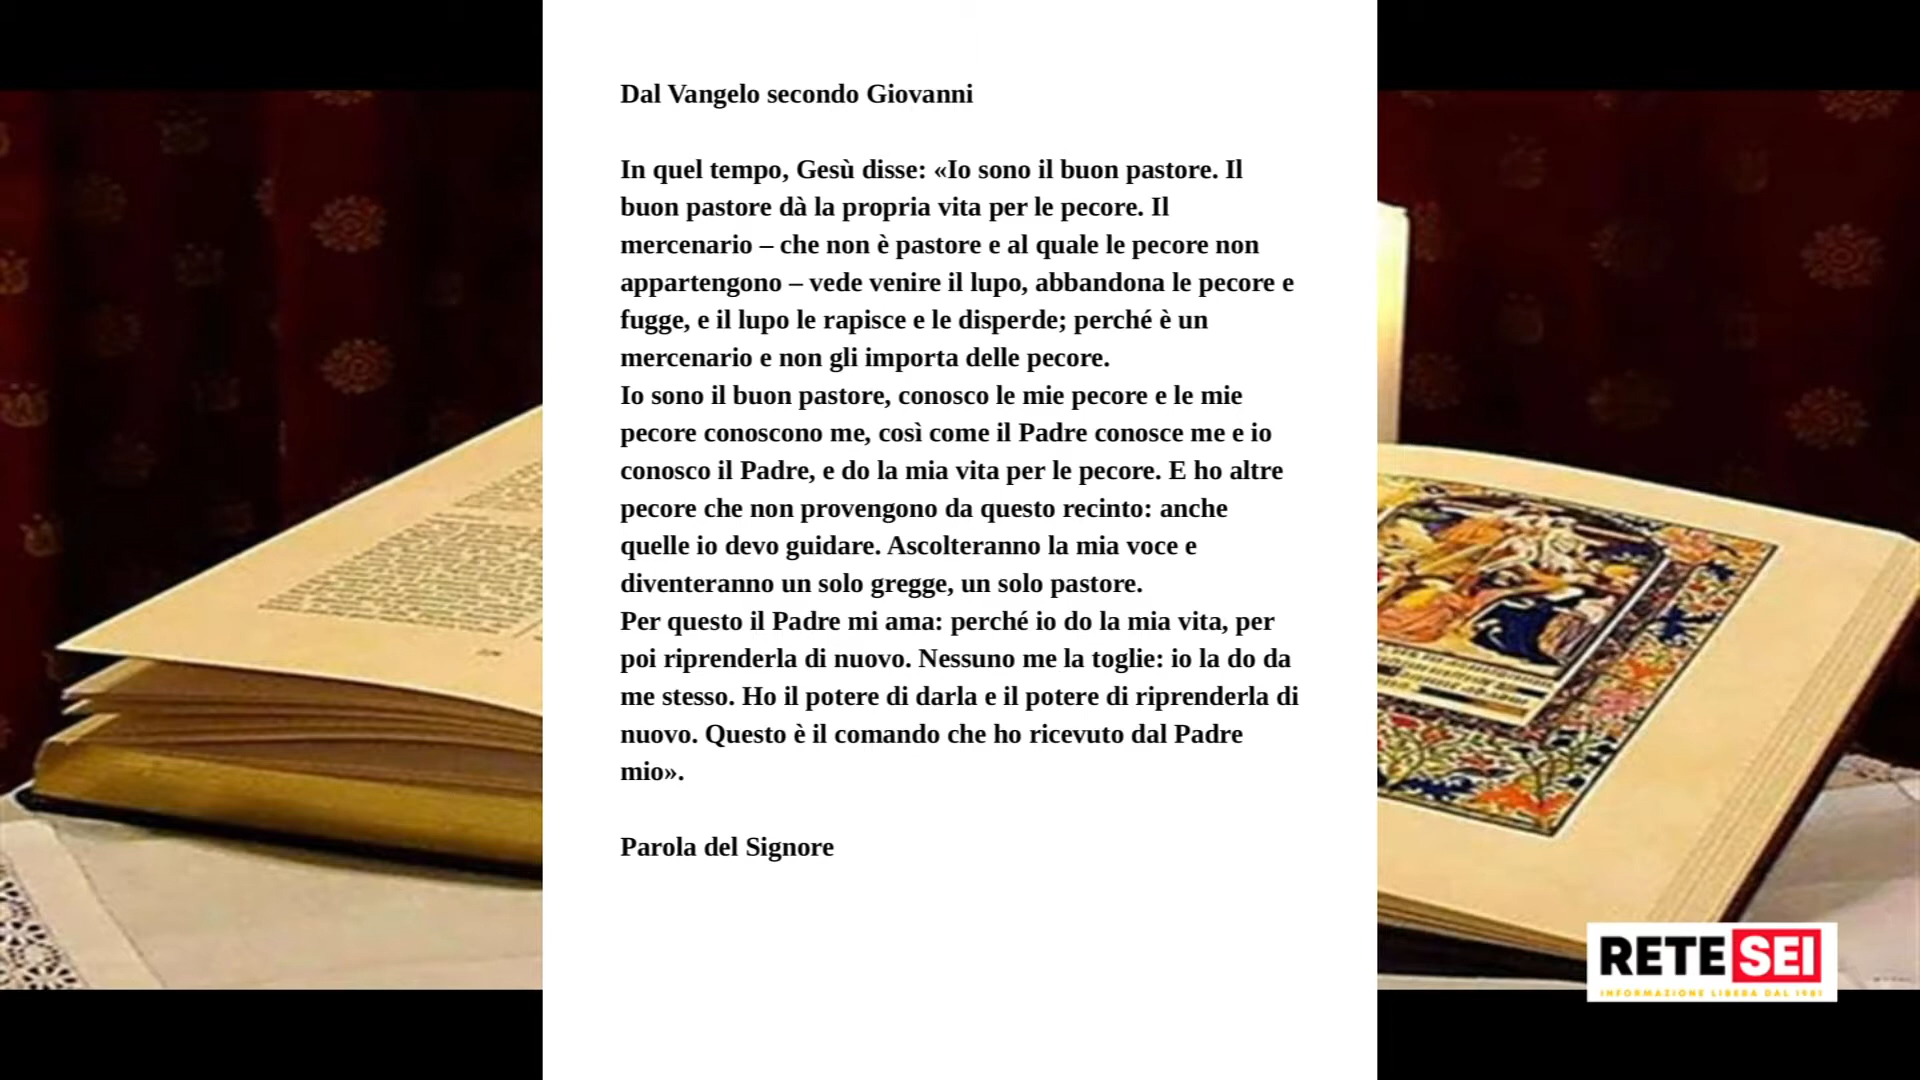 Dal Vangelo secondo Giovanni
In quel tempo, Gesù disse: «Io sono il buon pastore. Il
buon pastore dà la propria vita per le pecore. Il
mercenario – che non è pastore e al quale le pecore non
appartengono – vede venire il lupo, abbandona le pecore e
fugge, e il lupo le rapisce e le disperde; perché è un
mercenario e non gli importa delle pecore.
Io sono il buon pastore, conosco le mie pecore e le mie
pecore conoscono me, così come il Padre conosce me e io
conosco il Padre, e do la mia vita per le pecore. E ho altre
pecore che non provengono da questo recinto: anche
quelle io devo guidare. Ascolteranno la mia voce e
diventeranno un solo gregge, un solo pastore.
Per questo il Padre mi ama: perché io do la mia vita, per
poi riprenderla di nuovo. Nessuno me la toglie: io la do da
me stesso. Ho il potere di darla e il potere di riprenderla di
nuovo. Questo è il comando che ho ricevuto dal Padre
mio».
Parola del Signore
RETE SEI
INFORMAZIONE LIBERA DAL 1981